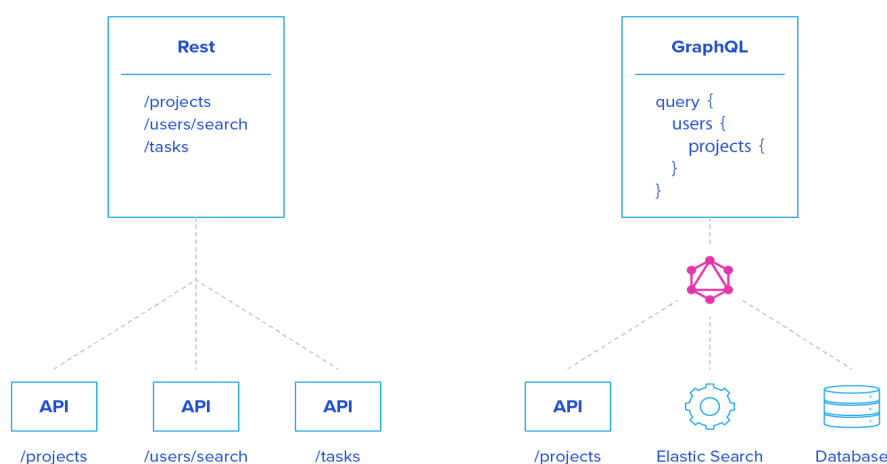 Rest
/projects
/users/search
/tasks
API
API
API
/projects
/users/search
/tasks
GraphQL
query {
users {
projects {
}
}
API
/projects
Elastic Search
Database